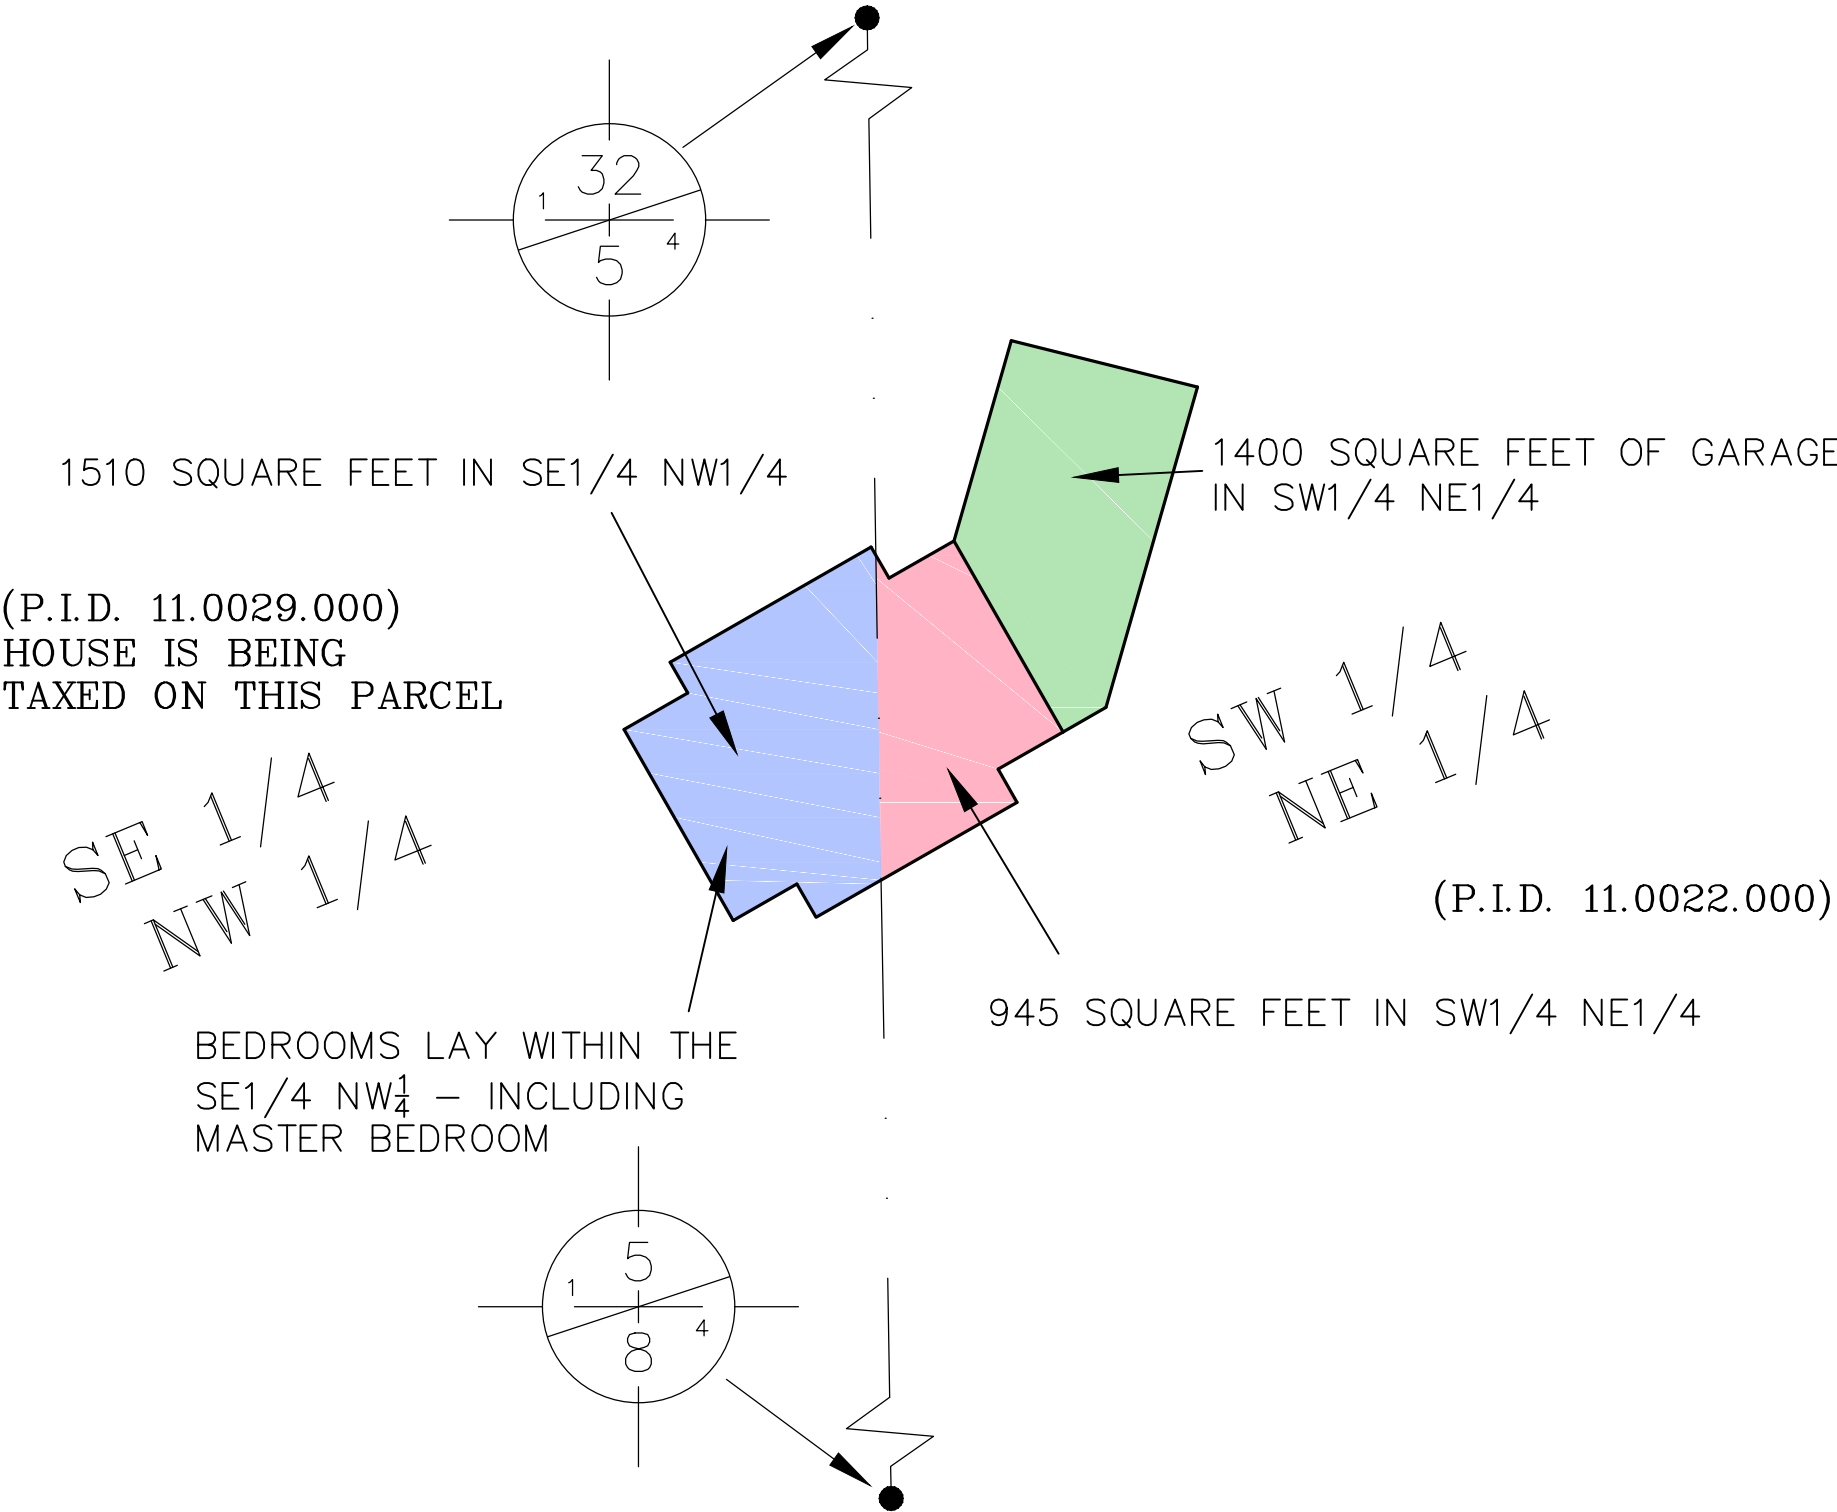 32
1
4
5
1510 SQUARE FEET IN SE1/4 NW1/4
1400 SQUARE FEET OF GARAGE
IN SW1/4 NE1/4
(P.I.D. 11.0029.000)
HOUSE IS BEING
TAXED ON THIS PARCEL
SE 1/4
NW 1/4
SW 1/4
NE 1/4
(P.I.D. 11.0022.000)
945 SQUARE FEET IN SW1/4 NE1/4
BEDROOMS LAY WITHIN THE
SE1/4 NW¼ – INCLUDING
MASTER BEDROOM
5
1
4
8